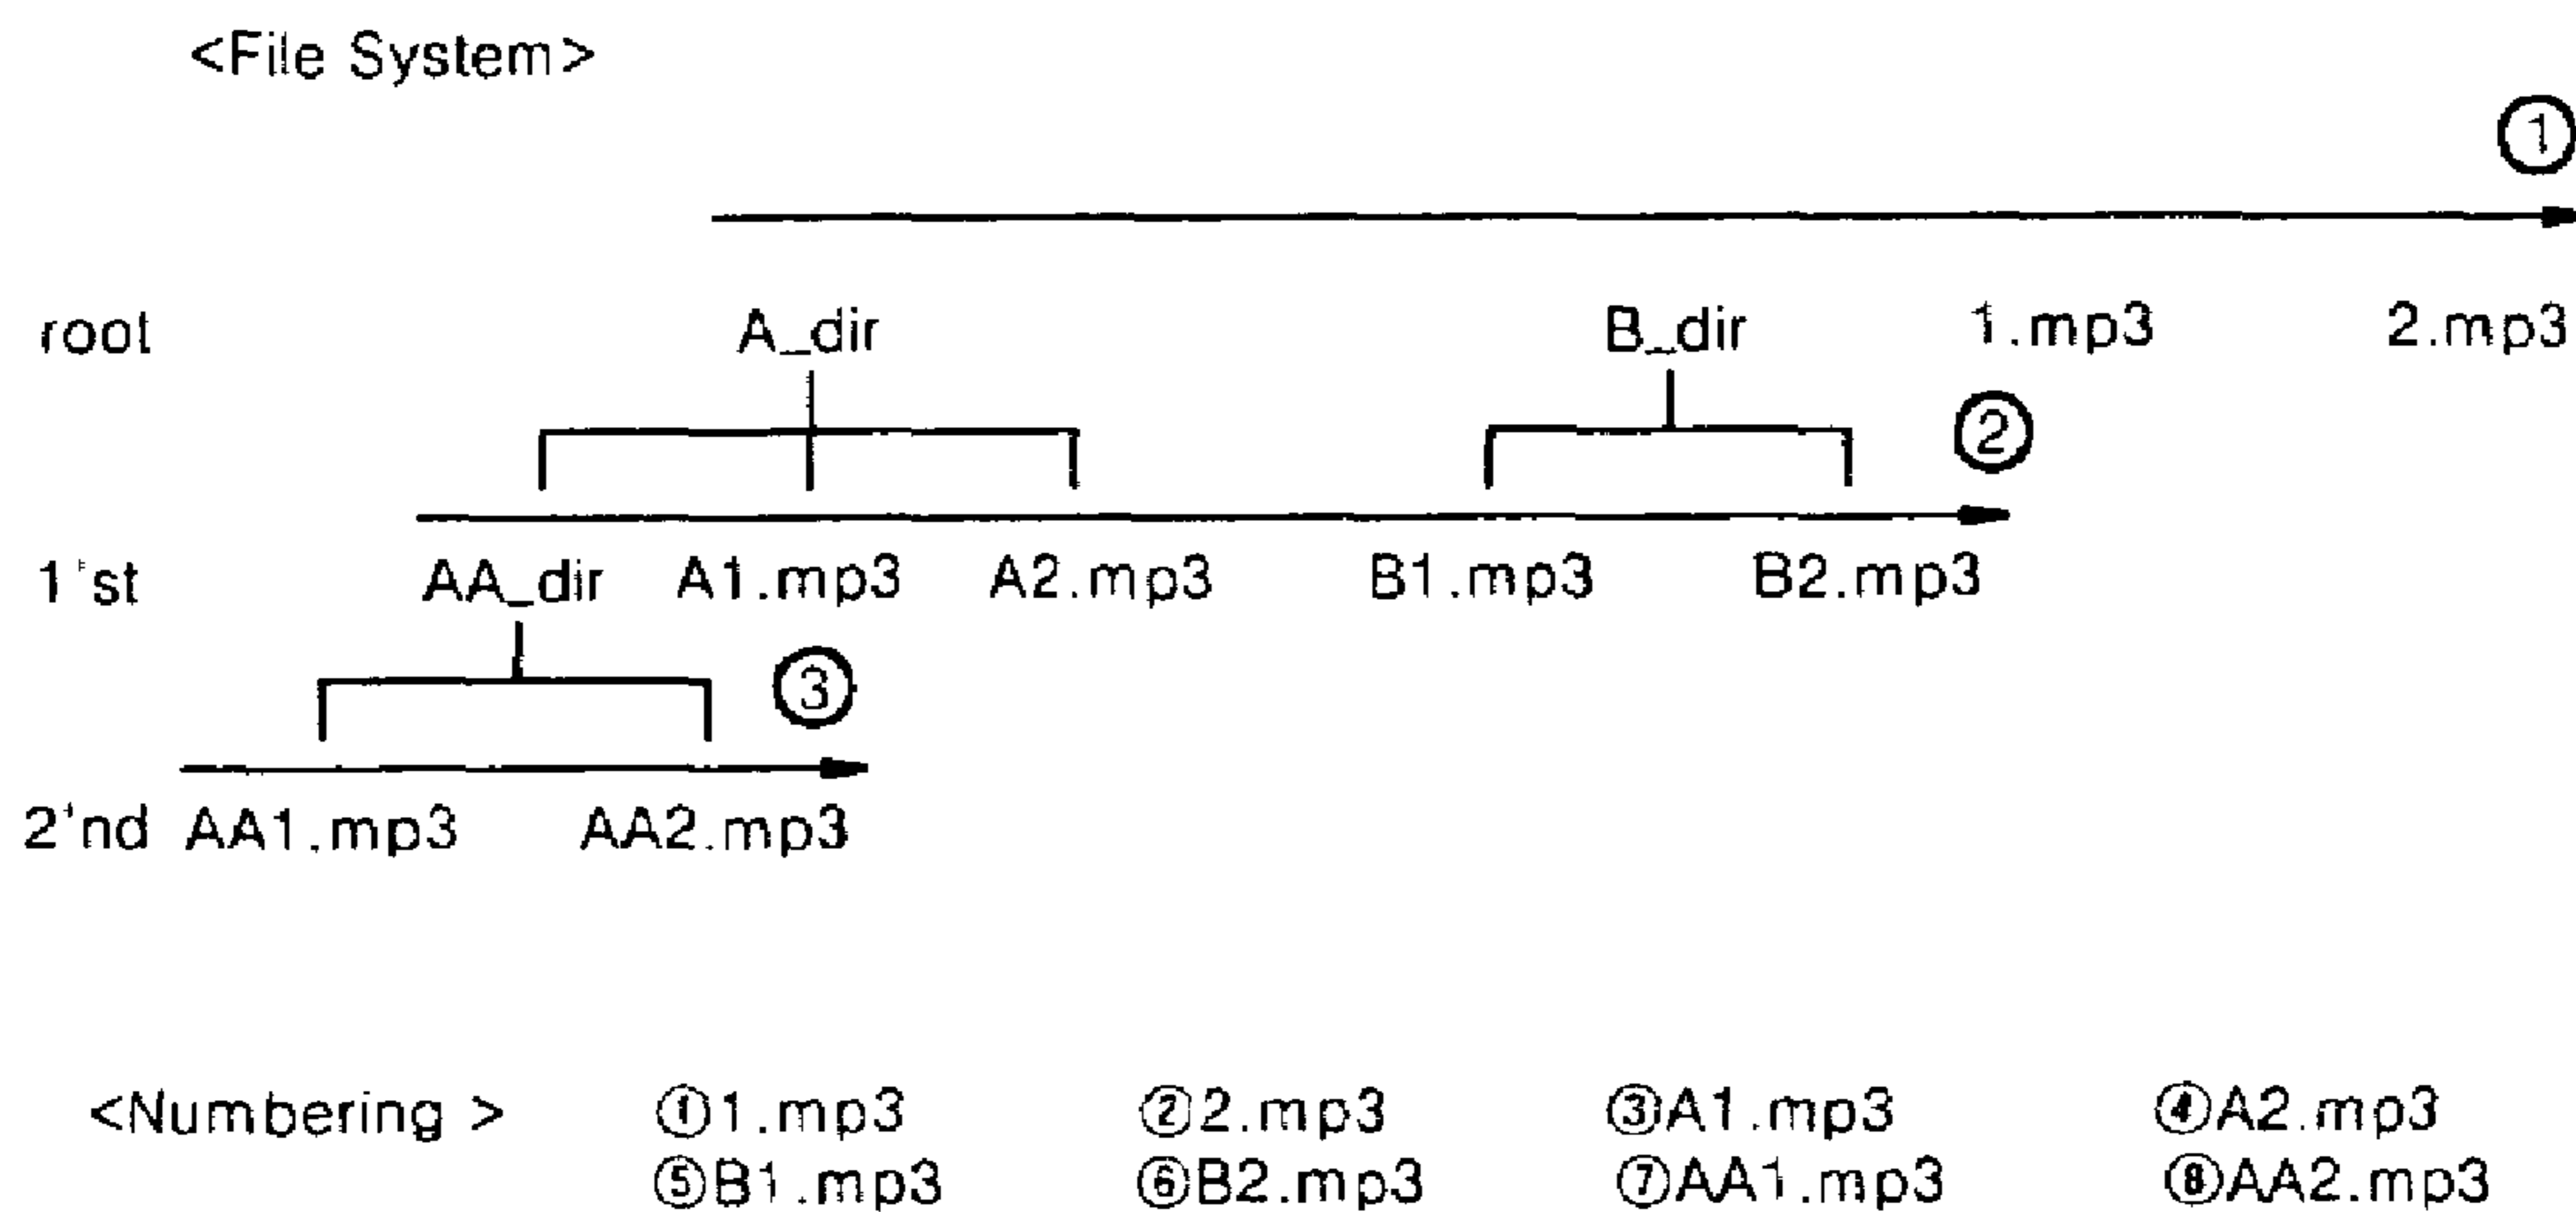 <File System>
①
root A_dir B_dir 1.mp3 2.mp3
②
1'st AA_dir A1.mp3 A2.mp3 B1.mp3 B2.mp3
③
2'nd AA1.mp3 AA2.mp3
<Numbering > ①1.mp3 ②2.mp3 ③A1.mp3 ④A2.mp3
⑤B1.mp3 ⑥B2.mp3 ⑦AA1.mp3 ⑧AA2.mp3